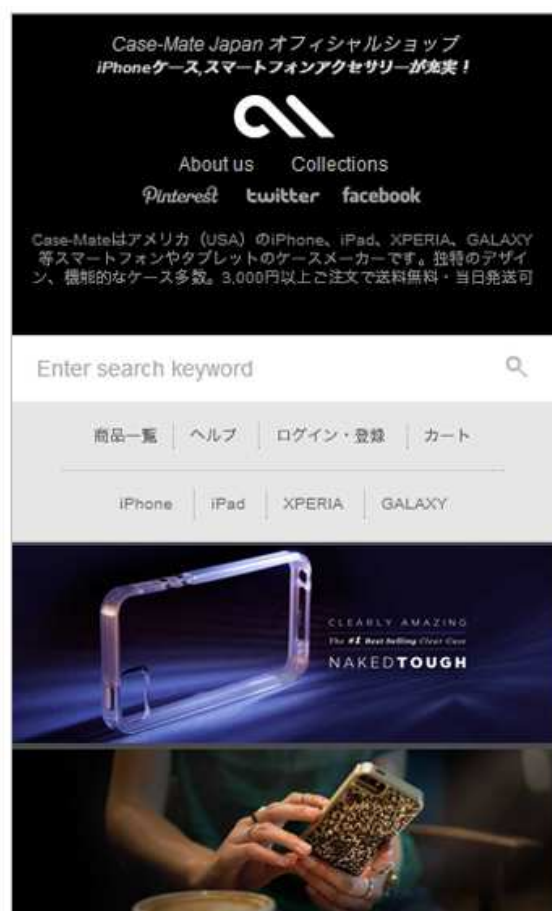 Case-Mate Japan オフィシャルショップ
iPhoneケース,スマートフォンアクセサリーが充実！
About us Collections
Pinterest twitter facebook
Case-Mateはアメリカ（USA）のiPhone、iPad、XPERIA、GALAXY
等スマートフォンやタブレットのケースメーカーです。独特のデザイ
ン、機能的なケース多数。3,000円以上ご注文で送料無料・当日発送可
Enter search keyword
商品一覧 ヘルプ ログイン・登録 カート
iPhone iPad XPERIA GALAXY
CLEARLY AMAZING
The #1 Best Selling Clear Case
NAKEDTOUGH